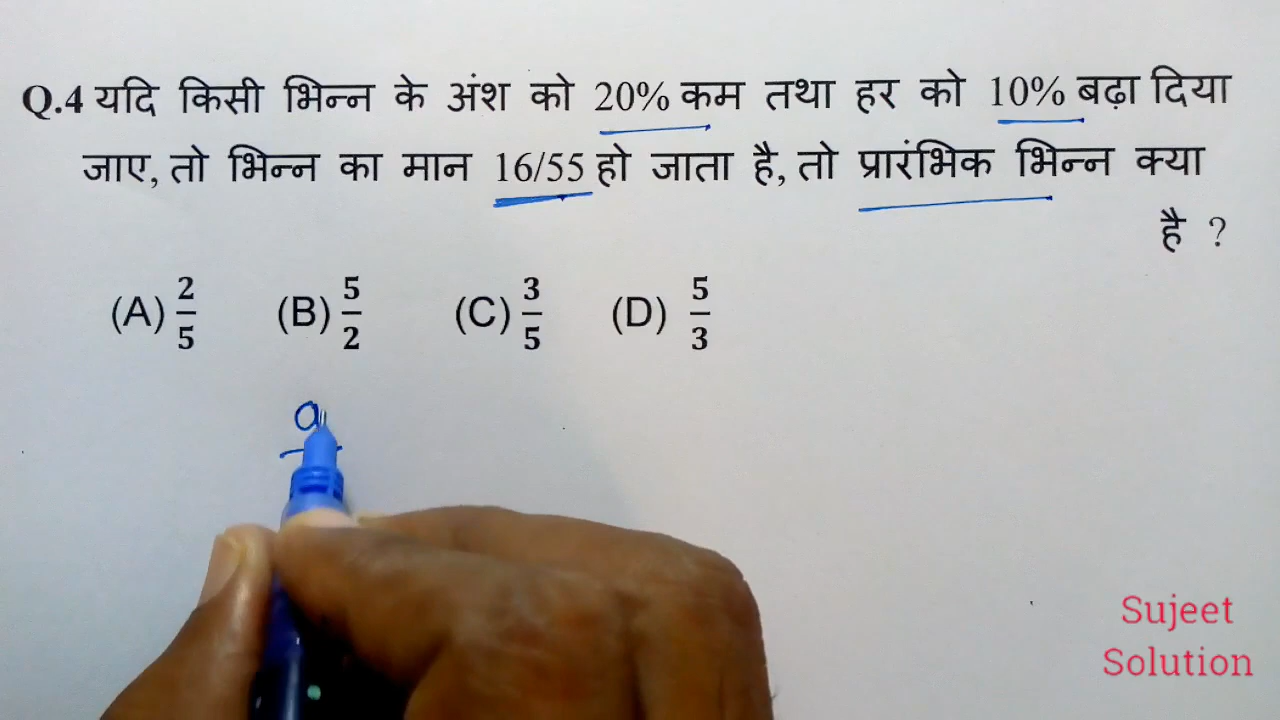 Q.4 यदि किसी भिन्न के अंश को 20% कम तथा हर को 10% बढ़ा दिया
जाए, तो भिन्न का मान 16/55 हो जाता है, तो प्रारंभिक भिन्न क्या
है ?
(A) 2/5 (B) 5/2 (C) 3/5 (D) 5/3
a
Sujeet
Solution